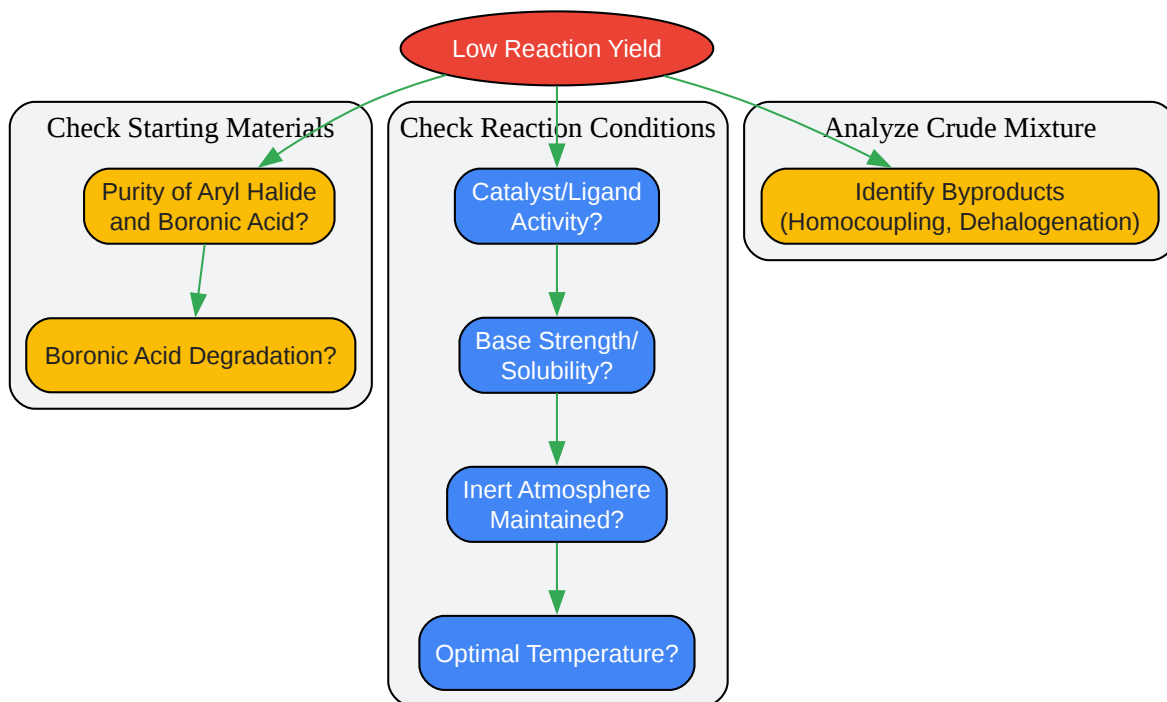 Low Reaction Yield
Check Starting Materials
Purity of Aryl Halide
and Boronic Acid?
Boronic Acid Degradation?
Check Reaction Conditions
Catalyst/Ligand
Activity?
Base Strength/
Solubility?
Inert Atmosphere
Maintained?
Optimal Temperature?
Analyze Crude Mixture
Identify Byproducts
(Homocoupling, Dehalogenation)